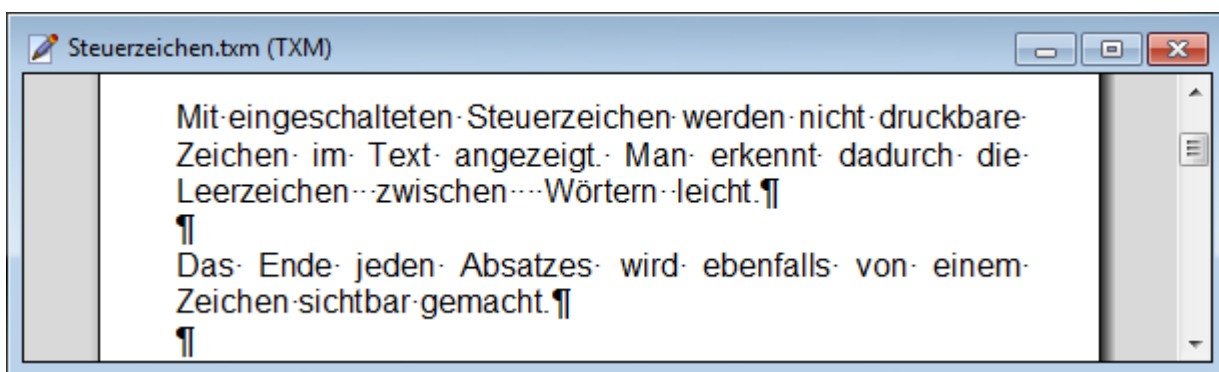 Steuerzeichen.txm (TXM)
Mit·eingeschalteten·Steuerzeichen·werden·nicht·druckbare·
Zeichen· im· Text· angezeigt.· Man· erkennt· dadurch· die·
Leerzeichen···zwischen····Wörtern··leicht.¶
¶
Das· Ende· jeden· Absatzes· wird· ebenfalls· von· einem·
Zeichen·sichtbar·gemacht.¶
¶